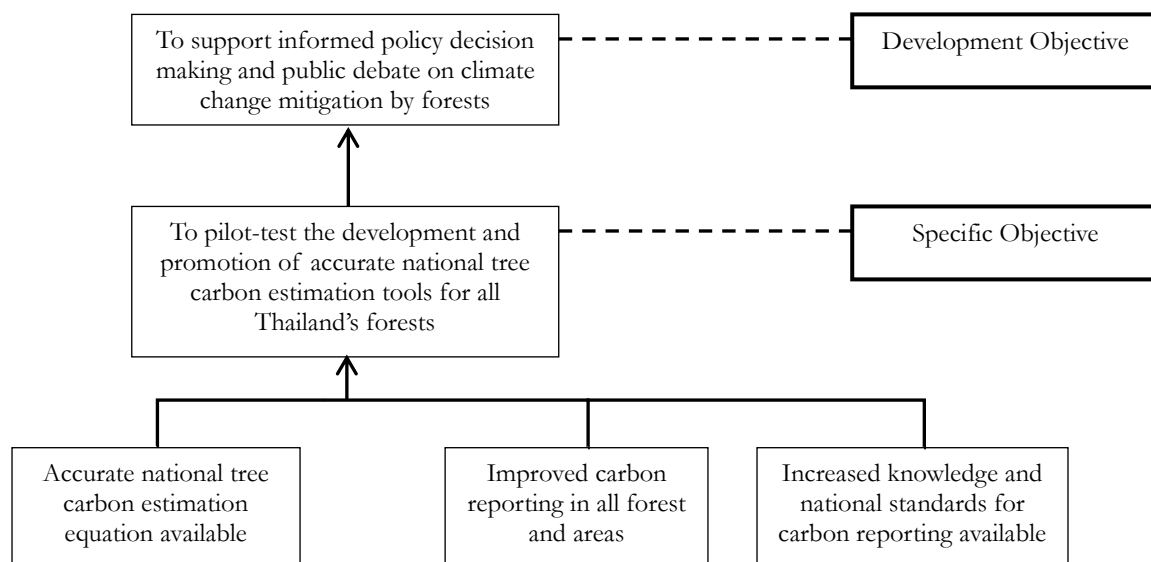 To support informed policy decision
making and public debate on climate
change mitigation by forests
Development Objective
To pilot-test the development and
promotion of accurate national tree
carbon estimation tools for all
Thailand’s forests
Specific Objective
Accurate national tree
carbon estimation
equation available
Improved carbon
reporting in all forest
and areas
Increased knowledge and
national standards for
carbon reporting available